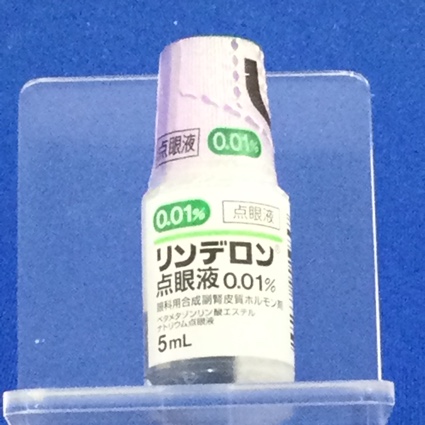 点眼液 0.01%
0.01% 点眼液
リンデロン
点眼液 0.01%
眼科用合成副腎皮質ホルモン剤
ベタメタゾンリン酸エステル
ナトリウム点眼液
5mL